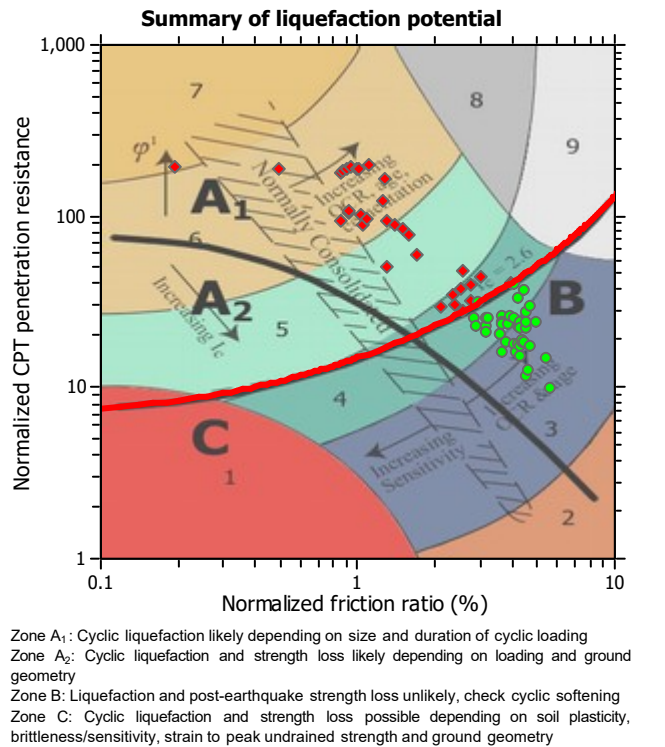 Summary of liquefaction potential
Normalized CPT penetration resistance
1,000
100
10
1
7
8
9
φ'
A1
Increasing
OCR, age,
cementation
Normally Consolidated
6
A2
Increasing Ic
5
Ic = 2.6
B
4
C
1
Increasing
OCR & age
3
Increasing
Sensitivity
2
0.1
1
10
Normalized friction ratio (%)
Zone A1: Cyclic liquefaction likely depending on size and duration of cyclic loading
Zone A2: Cyclic liquefaction and strength loss likely depending on loading and ground
geometry
Zone B: Liquefaction and post-earthquake strength loss unlikely, check cyclic softening
Zone C: Cyclic liquefaction and strength loss possible depending on soil plasticity,
brittleness/sensitivity, strain to peak undrained strength and ground geometry